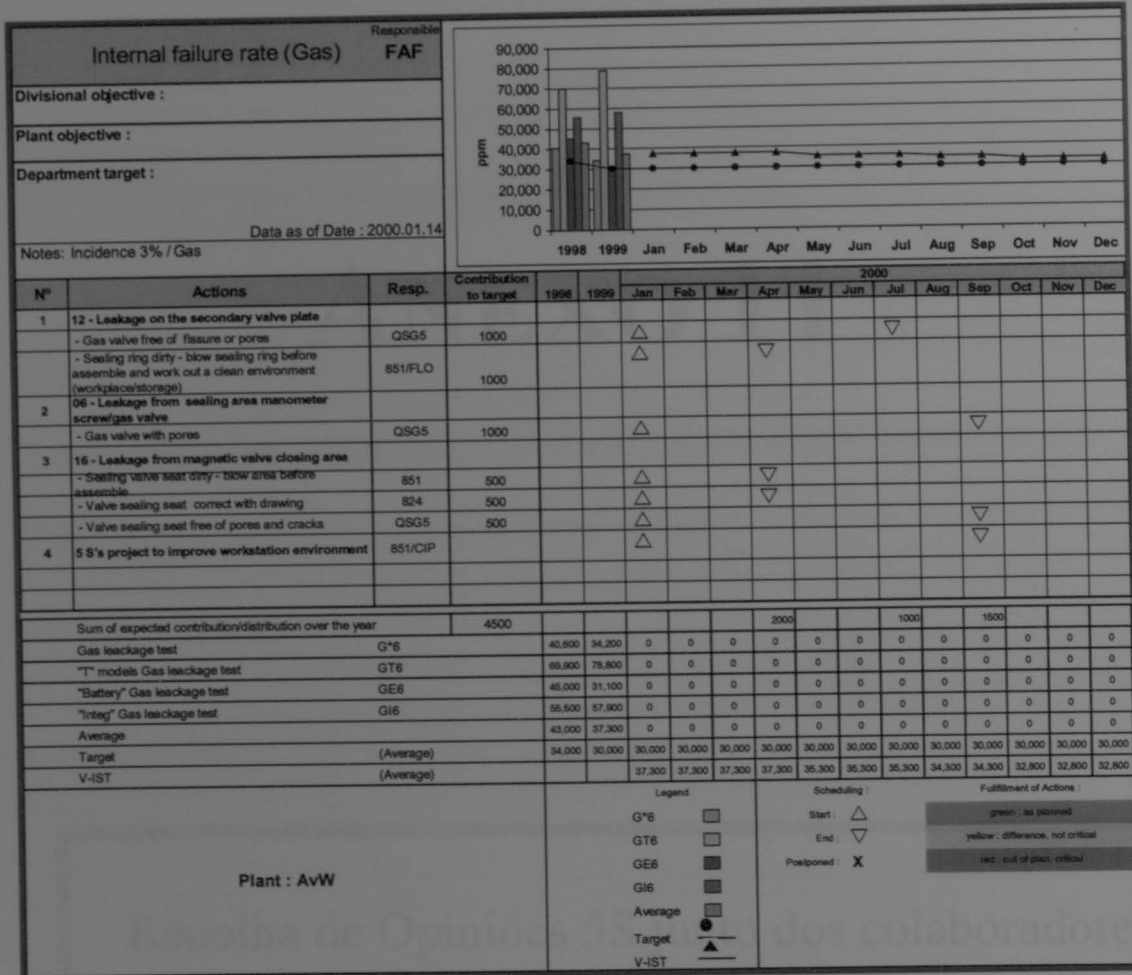 Responsible
Internal failure rate (Gas) FAF
Divisional objective :
Plant objective :
Department target :
Data as of Date : 2000.01.14
Notes: Incidence 3% / Gas
ppm
90,000
80,000
70,000
60,000
50,000
40,000
30,000
20,000
10,000
0
1998 1999 Jan Feb Mar Apr May Jun Jul Aug Sep Oct Nov Dec
2000
Nº Actions Resp. Contribution to target 1998 1999 Jan Feb Mar Apr May Jun Jul Aug Sep Oct Nov Dec
1 12 - Leakage on the secondary valve plate
- Gas valve free of fissure or pores QSG5 1000 △ ▽
- Sealing ring dirty - blow sealing ring before
assemble and work out a clean environment 851/FLO △ ▽
(workplace/storage) 1000
2 06 - Leakage from sealing area manometer
screw/gas valve
- Gas valve with pores QSG5 1000 △ ▽
3 16 - Leakage from magnetic valve closing area
- Sealing valve seat dirty - blow area before
assemble 851 500 △ ▽
- Valve sealing seat correct with drawing 824 500 △ ▽
- Valve sealing seat free of pores and cracks QSG5 500 △ ▽
4 5 S's project to improve workstation environment 851/CIP △ ▽
Sum of expected contribution/distribution over the year 4500 2000 1000 1500
Gas leackage test G*6 40,600 34,200 0 0 0 0 0 0 0 0 0 0 0 0
"T" models Gas leackage test GT6 69,900 78,800 0 0 0 0 0 0 0 0 0 0 0 0
"Battery" Gas leackage test GE6 45,000 31,100 0 0 0 0 0 0 0 0 0 0 0 0
"Integ" Gas leackage test GI6 55,500 57,900 0 0 0 0 0 0 0 0 0 0 0 0
Average 43,000 37,300 0 0 0 0 0 0 0 0 0 0 0 0
Target (Average) 34,000 30,000 30,000 30,000 30,000 30,000 30,000 30,000 30,000 30,000 30,000 30,000 30,000 30,000
V-IST (Average) 37,300 37,300 37,300 37,300 35,300 35,300 35,300 34,300 34,300 32,800 32,800 32,800
Plant : AvW
Legend
G*6
GT6
GE6
GI6
Average
Target
V-IST
Scheduling :
Start : △
End : ▽
Postponed : X
Fullfillment of Actions :
green : as planned
yellow : difference, not critical
red : out of plan, critical
Recolha de Opiniões 5S dos colaboradore